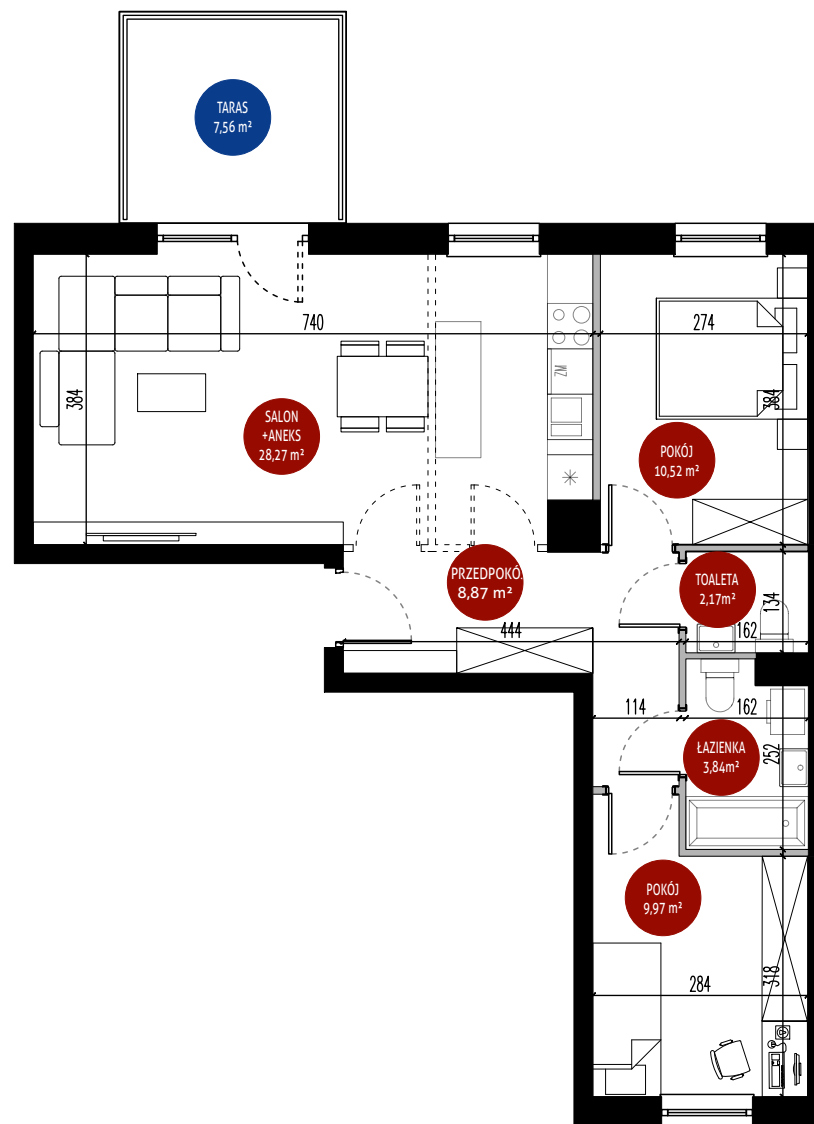 TARAS
7,56 m²
740
274
384
384
SALON
+ANEKS
28,27 m²
ZM
POKÓJ
10,52 m²
PRZEDPOKÓJ
8,87 m²
TOALETA
2,17m²
134
444
162
114
162
ŁAZIENKA
3,84m²
252
POKÓJ
9,97 m²
284
318